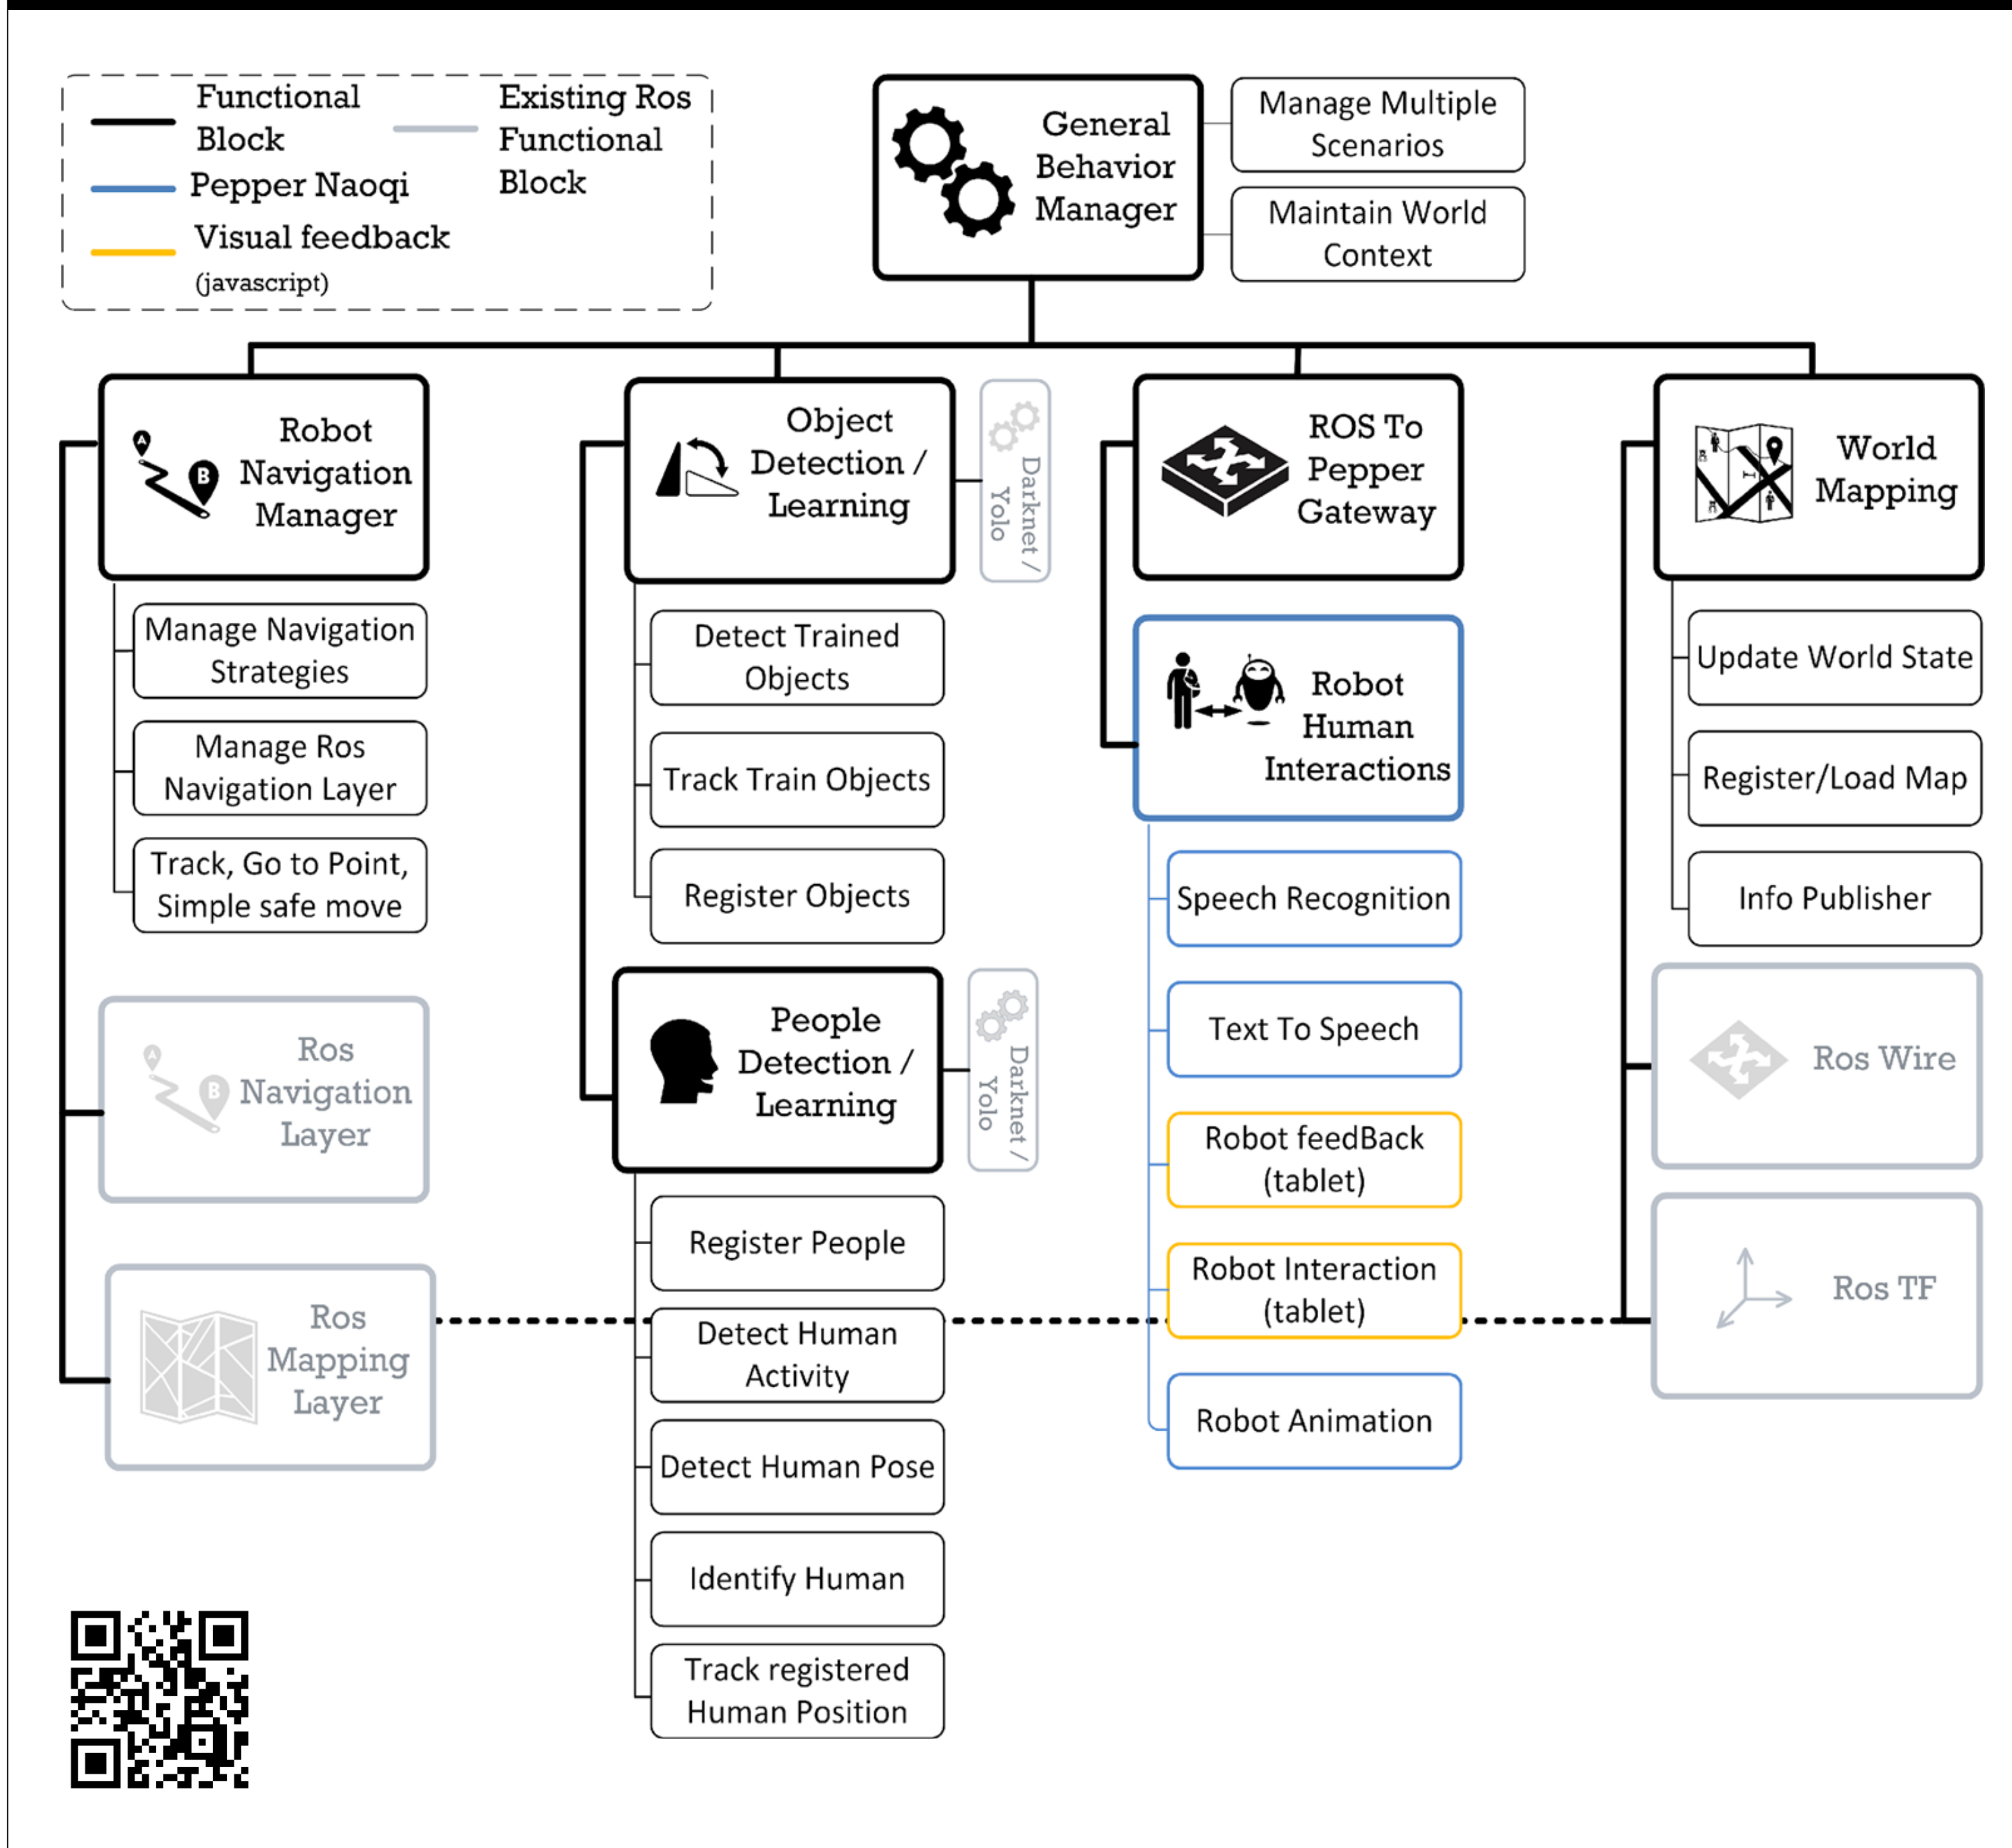 Functional
Block
Existing Ros
Functional
Block
Pepper Naoqi
Visual feedback
(javascript)
General
Behavior
Manager
Manage Multiple
Scenarios
Maintain World
Context
Robot
Navigation
Manager
A
B
Manage Navigation
Strategies
Manage Ros
Navigation Layer
Track, Go to Point,
Simple safe move
Ros
Navigation
Layer
A
B
Ros
Mapping
Layer
Object
Detection /
Learning
Darknet /
Yolo
Detect Trained
Objects
Track Train Objects
Register Objects
People
Detection /
Learning
Darknet /
Yolo
Register People
Detect Human
Activity
Detect Human Pose
Identify Human
Track registered
Human Position
ROS To
Pepper
Gateway
Robot
Human
Interactions
Speech Recognition
Text To Speech
Robot feedBack
(tablet)
Robot Interaction
(tablet)
Robot Animation
World
Mapping
Update World State
Register/Load Map
Info Publisher
Ros Wire
Ros TF